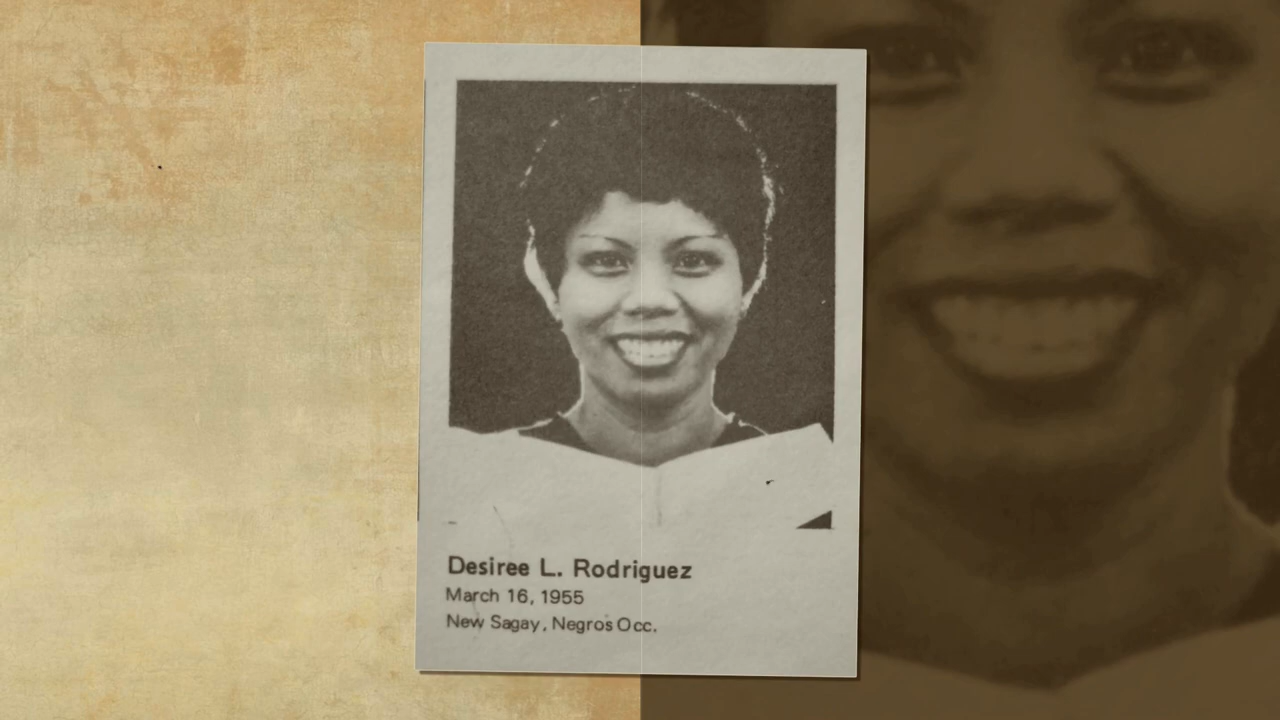 Desiree L. Rodriguez
March 16, 1955
New Sagay, Negros Occ.